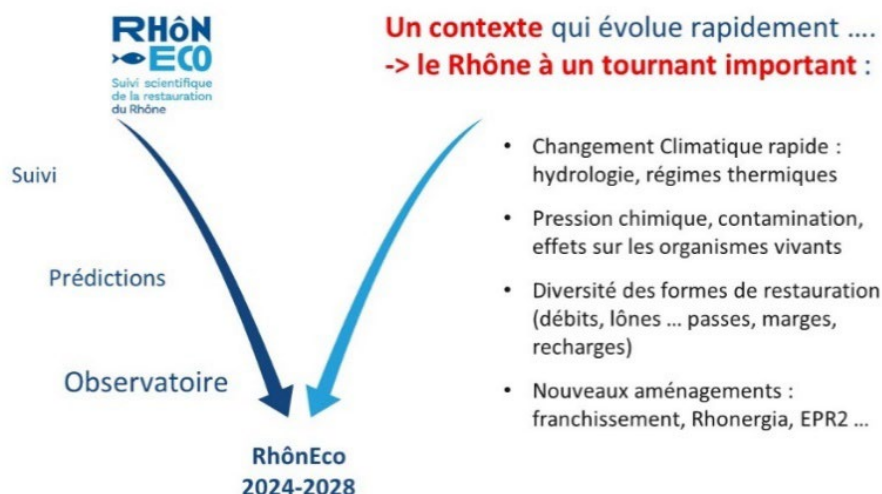 RHôN
ECO
Suivi scientifique
de la restauration
du Rhône
Un contexte qui évolue rapidement ....
-> le Rhône à un tournant important :
Suivi
Prédictions
Observatoire
• Changement Climatique rapide :
hydrologie, régimes thermiques
• Pression chimique, contamination,
effets sur les organismes vivants
• Diversité des formes de restauration
(débits, lônes ... passes, marges,
recharges)
• Nouveaux aménagements :
franchissement, Rhonergia, EPR2 ...
RhônEco
2024-2028